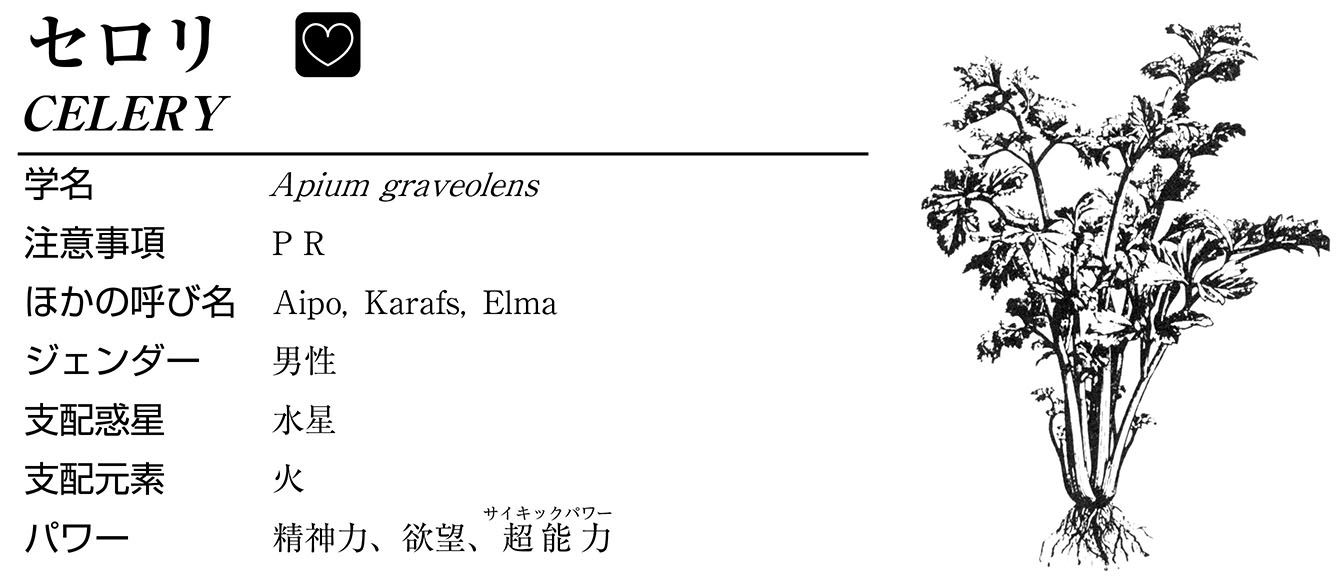 セロリ
CELERY
学名 Apium graveolens
注意事項 P R
ほかの呼び名 Aipo, Karafs, Elma
ジェンダー 男性
支配惑星 水星
支配元素 火
サイキックパワー
パワー 精神力、欲望、超能力